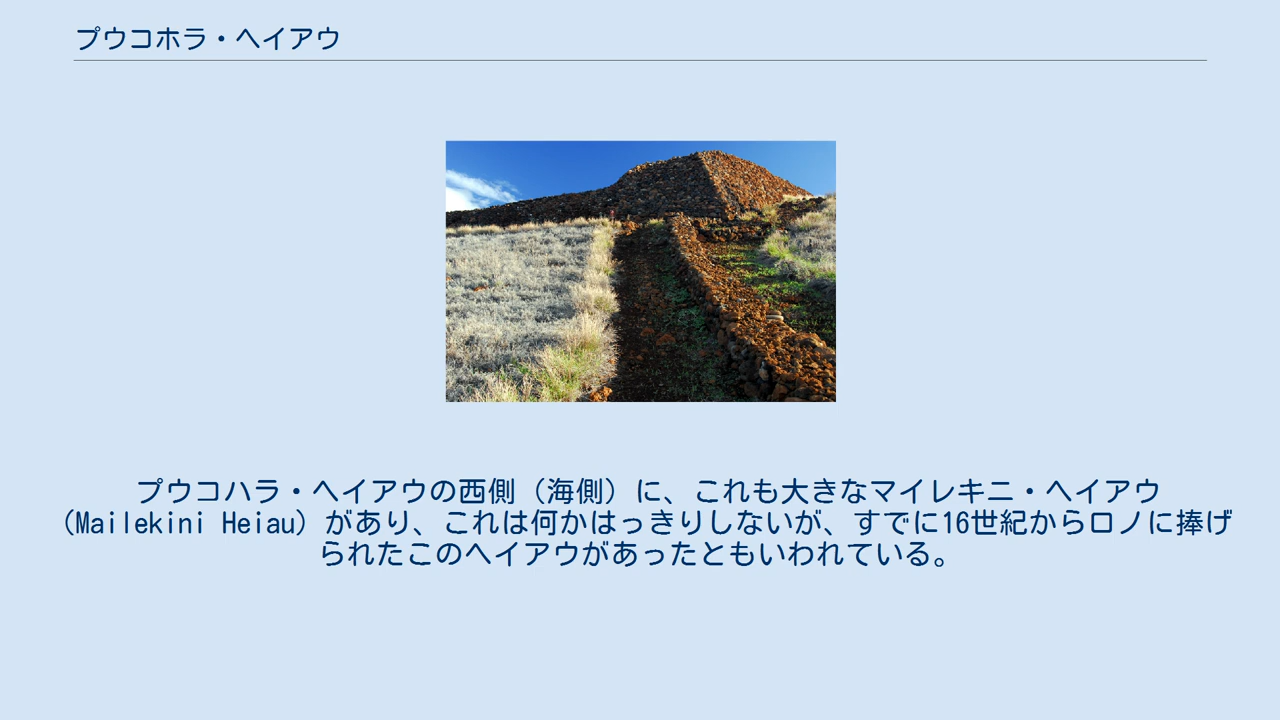 プウコホラ・ヘイアウ
プウコハラ・ヘイアウの西側（海側）に、これも大きなマイレキニ・ヘイアウ
（Mailekini Heiau）があり、これは何かはっきりしないが、すでに16世紀からロノに捧げ
られたこのヘイアウがあったともいわれている。